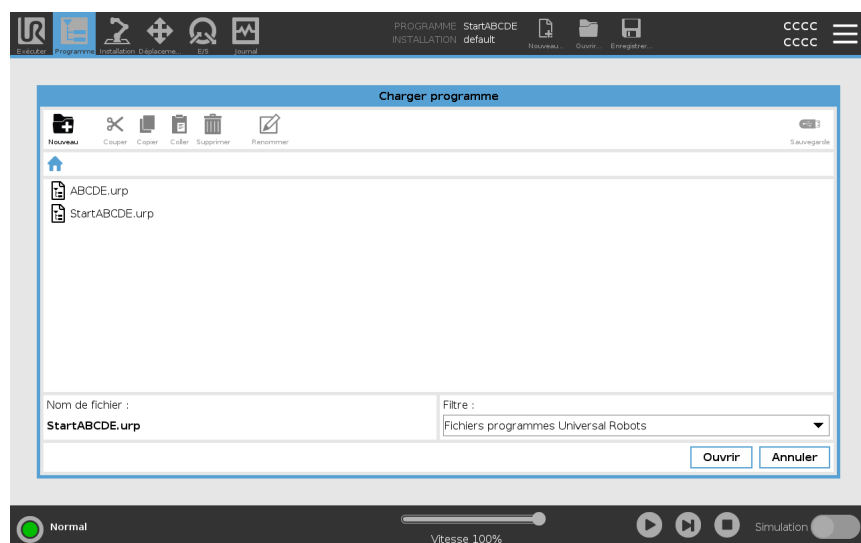 PROGRAMME StartABCDE
INSTALLATION default
Exécuter Programme Installation Déplaceme... E/S Journal
Nouveau... Ouvrir... Enregistrer...
cccc
cccc
Charger programme
Nouveau Couper Copier Coller Supprimer Renommer Sauvegarde
ABCDE.urp
StartABCDE.urp
Nom de fichier :
StartABCDE.urp
Filtre :
Fichiers programmes Universal Robots
Ouvrir Annuler
Normal
Vitesse 100%
Simulation